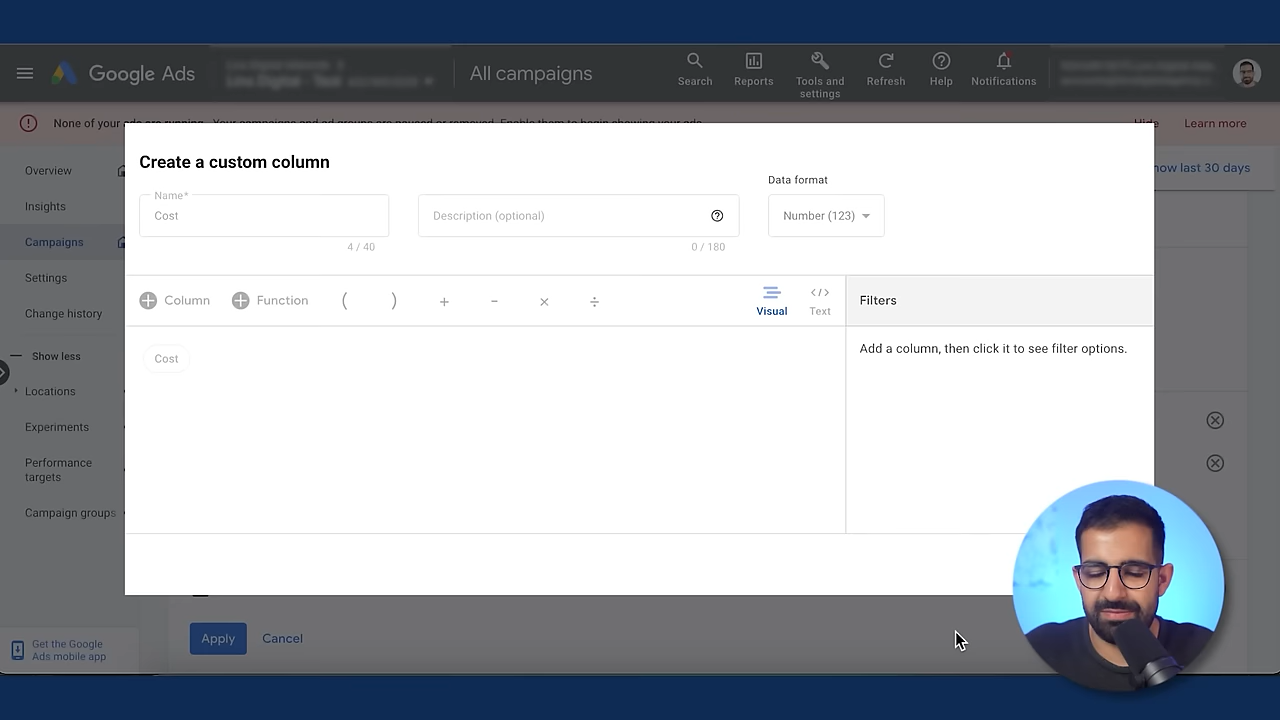 Google Ads
All campaigns
Search
Reports
Tools and
settings
Refresh
Help
Notifications
None of your ads are running. Your campaigns and ad groups are paused or removed. Enable them to begin showing your ads.
Hide
Learn more
Overview
Insights
Campaigns
Settings
Change history
Show less
Locations
Experiments
Performance
targets
Campaign groups
Get the Google
Ads mobile app
how last 30 days
Create a custom column
Name*
Cost
4 / 40
Description (optional)
0 / 180
Data format
Number (123)
Column
Function
( ) + - × ÷
Visual
</>
Text
Cost
Filters
Add a column, then click it to see filter options.
Apply
Cancel